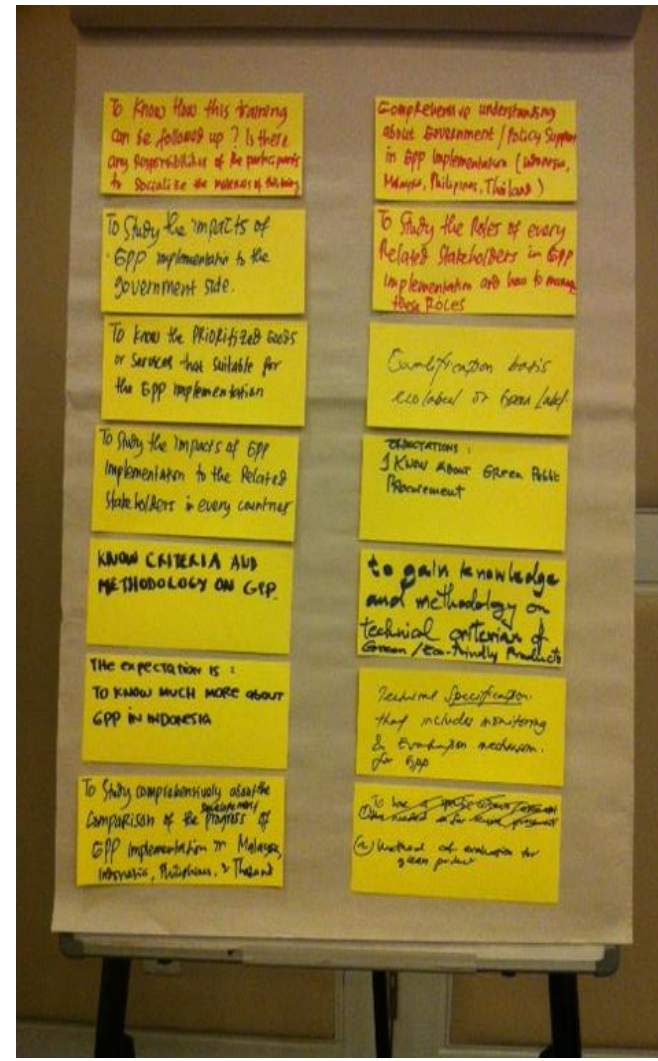 To Know How this training
can be followed up? Is there
any Responsibilities of the participants
to Socialize the materials of this
To Study the impacts of
GPP implementation to the
government side.
To know the PRIORITIZED Goods
or Services that suitable for
the GPP implementation
To Study the impacts of GPP
Implementation to the Related
Stakeholders in every countries
KNOW CRITERIA AND
METHODOLOGY ON GPP.
THE EXPECTATION IS :
TO KNOW MUCH MORE ABOUT
GPP IN INDONESIA
To Study comprehensively about the
Comparison of the Progress of
GPP implementation in Malaysia,
Indonesia, Philiphines, & Thailand
Comprehensive understanding
about Government / Policy Support
in GPP Implementation (Indonesia,
Malaysia, Philipines, Thailand)
To Study the Roles of every
Related Stakeholders in GPP
Implementation and how to manage
these Roles
Qualification basis
ecolabel or Green Label.
EXPECTATIONS :
I KNOW ABOUT GREEN PUBLIC
PROCUREMENT
to gain knowledge
and methodology on
technical criterian of
Green / Eco-Friendly Products
Technical Specification
that includes monitoring
& Evaluation mechanism
for GPP
Method of evaluation for
green product